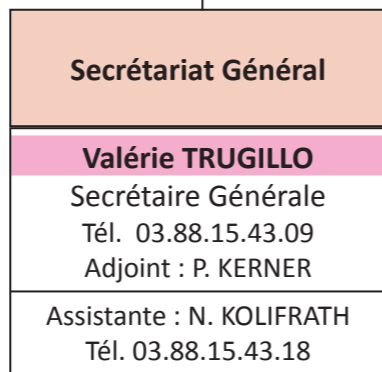 Secrétariat Général
Valérie TRUGILLO
Secrétaire Générale
Tél.  03.88.15.43.09
Adjoint : P. KERNER
Assistante : N. KOLIFRATH
Tél. 03.88.15.43.18